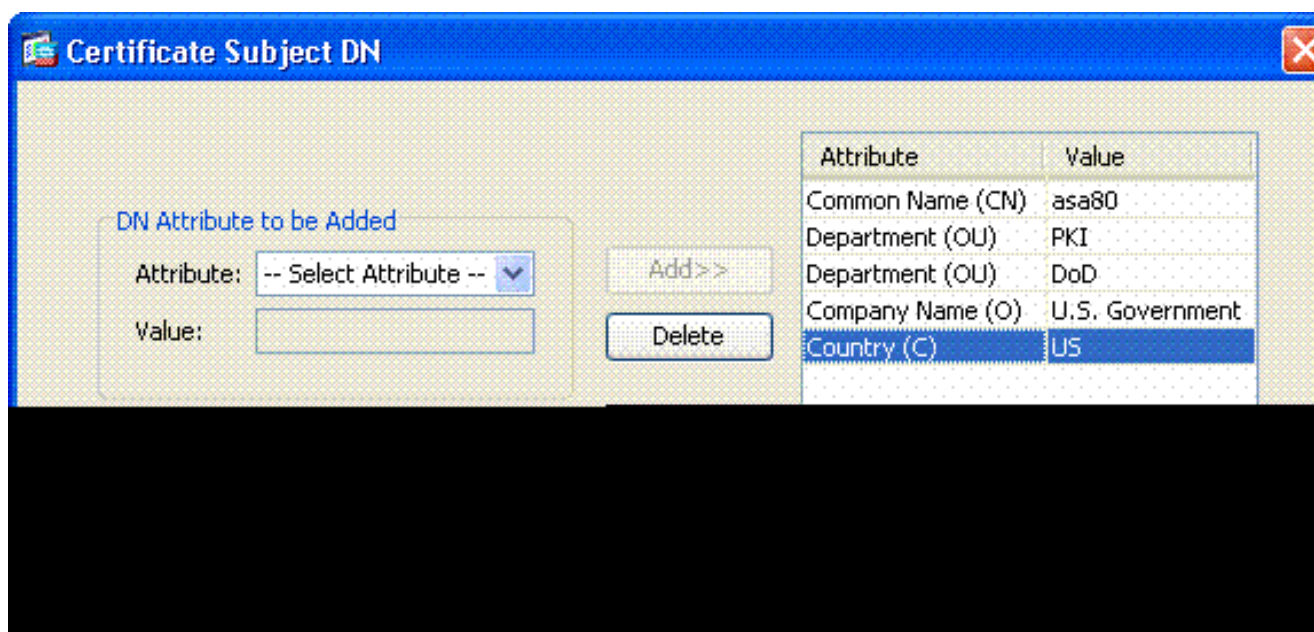 Certificate Subject DN
DN Attribute to be Added
Attribute: -- Select Attribute --
Value:
Add>>
Delete
Attribute Value
Common Name (CN) asa80
Department (OU) PKI
Department (OU) DoD
Company Name (O) U.S. Government
Country (C) US